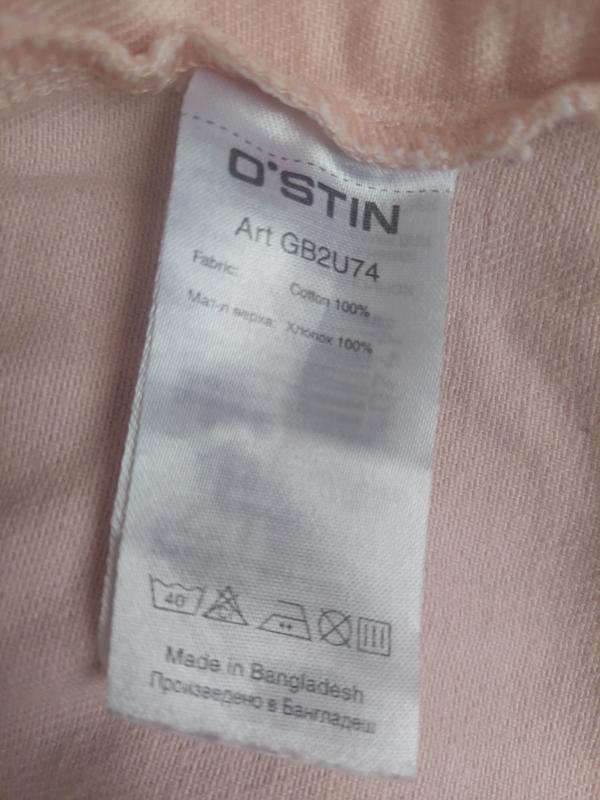 O'STIN
Art GB2U74
Fabric: Cotton 100%
Мат-л верха: Хлопок 100%
40°
Made in Bangladesh
Произведено в Бангладеш